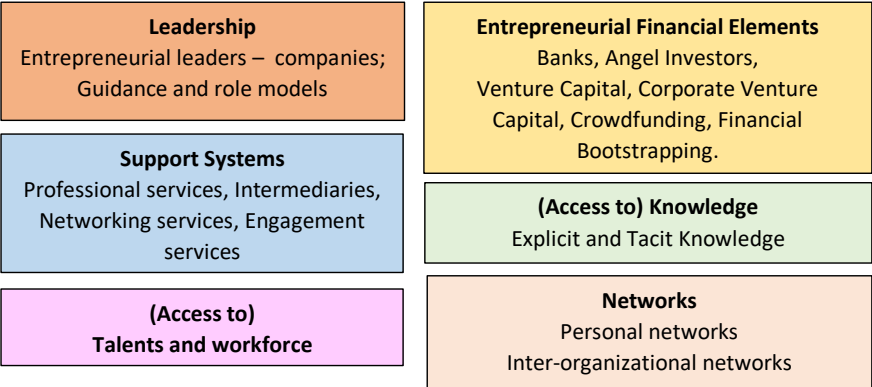 Leadership
Entrepreneurial leaders – companies;
Guidance and role models
Support Systems
Professional services, Intermediaries,
Networking services, Engagement
services
(Access to)
Talents and workforce
Entrepreneurial Financial Elements
Banks, Angel Investors,
Venture Capital, Corporate Venture
Capital, Crowdfunding, Financial
Bootstrapping.
(Access to) Knowledge
Explicit and Tacit Knowledge
Networks
Personal networks
Inter-organizational networks